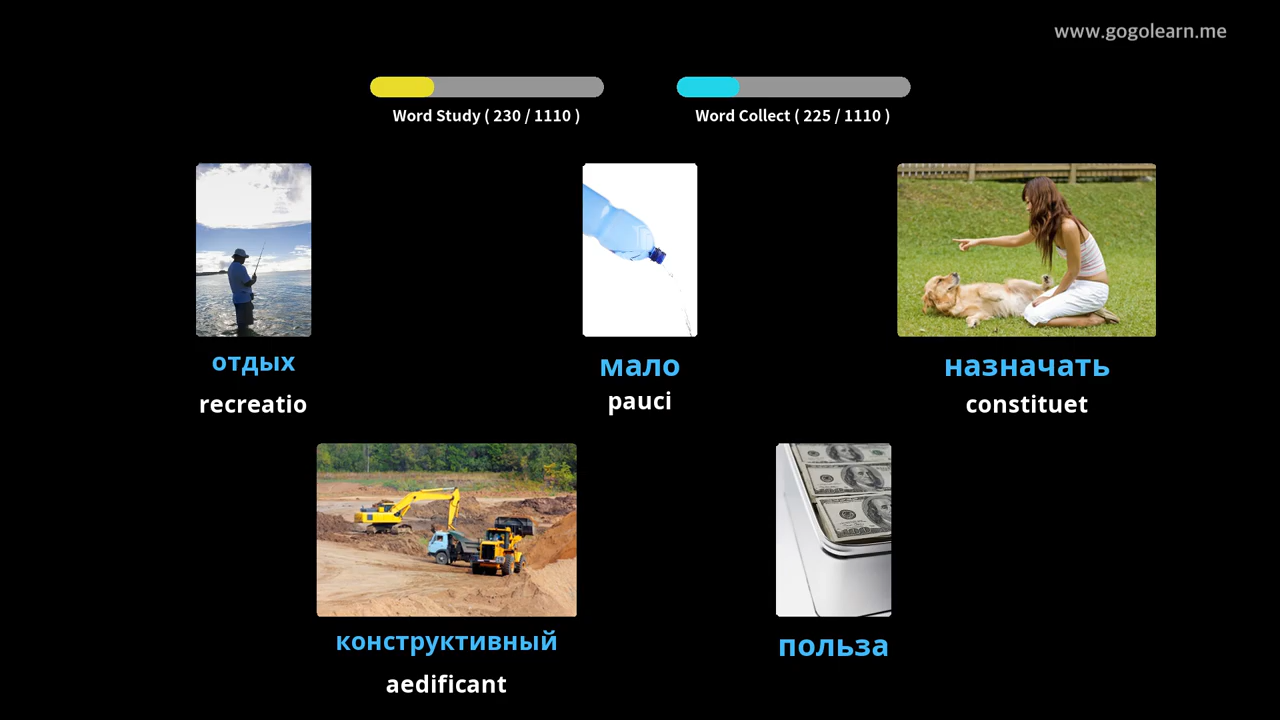 www.gogolearn.me
Word Study ( 230 / 1110 )
Word Collect ( 225 / 1110 )
отдых
recreatio
мало
pauci
назначать
constituet
конструктивный
aedificant
польза